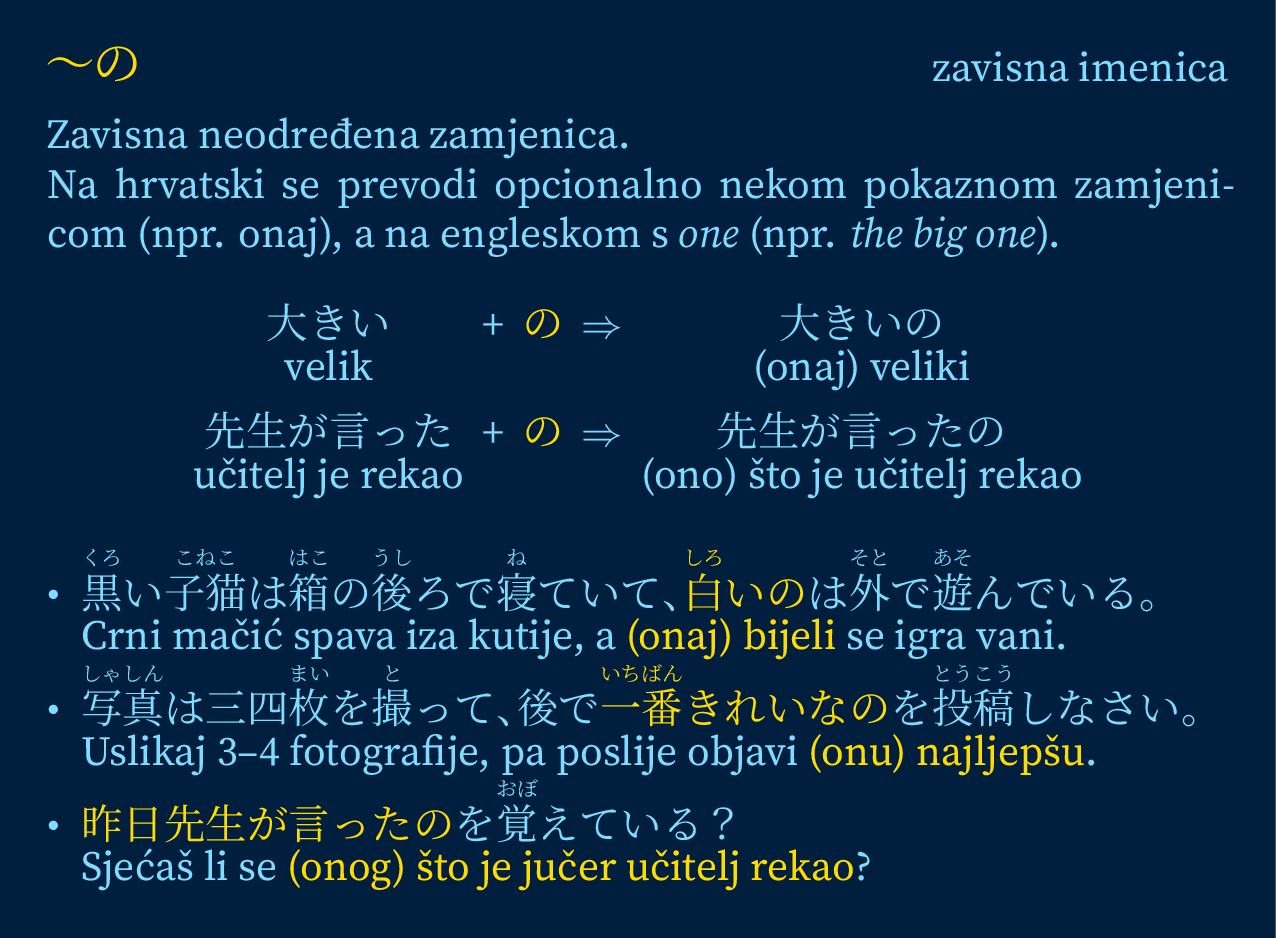 〜の zavisna imenica
Zavisna neodređena zamjenica.
Na hrvatski se prevodi opcionalno nekom pokaznom zamjeni-
com (npr. onaj), a na engleskom s one (npr. the big one).
大きい + の ⇒ 大きいの
velik (onaj) veliki
先生が言った + の ⇒ 先生が言ったの
učitelj je rekao (ono) što je učitelj rekao
くろ こねこ はこ うし ね しろ そと あそ
• 黒い子猫は箱の後ろで寝ていて、白いのは外で遊んでいる。
Crni mačić spava iza kutije, a (onaj) bijeli se igra vani.
しゃしん まい と いちばん とうこう
• 写真は三四枚を撮って、後で一番きれいなのを投稿しなさい。
Uslikaj 3–4 fotografije, pa poslije objavi (onu) najljepšu.
おぼ
• 昨日先生が言ったのを覚えている？
Sjećaš li se (onog) što je jučer učitelj rekao?